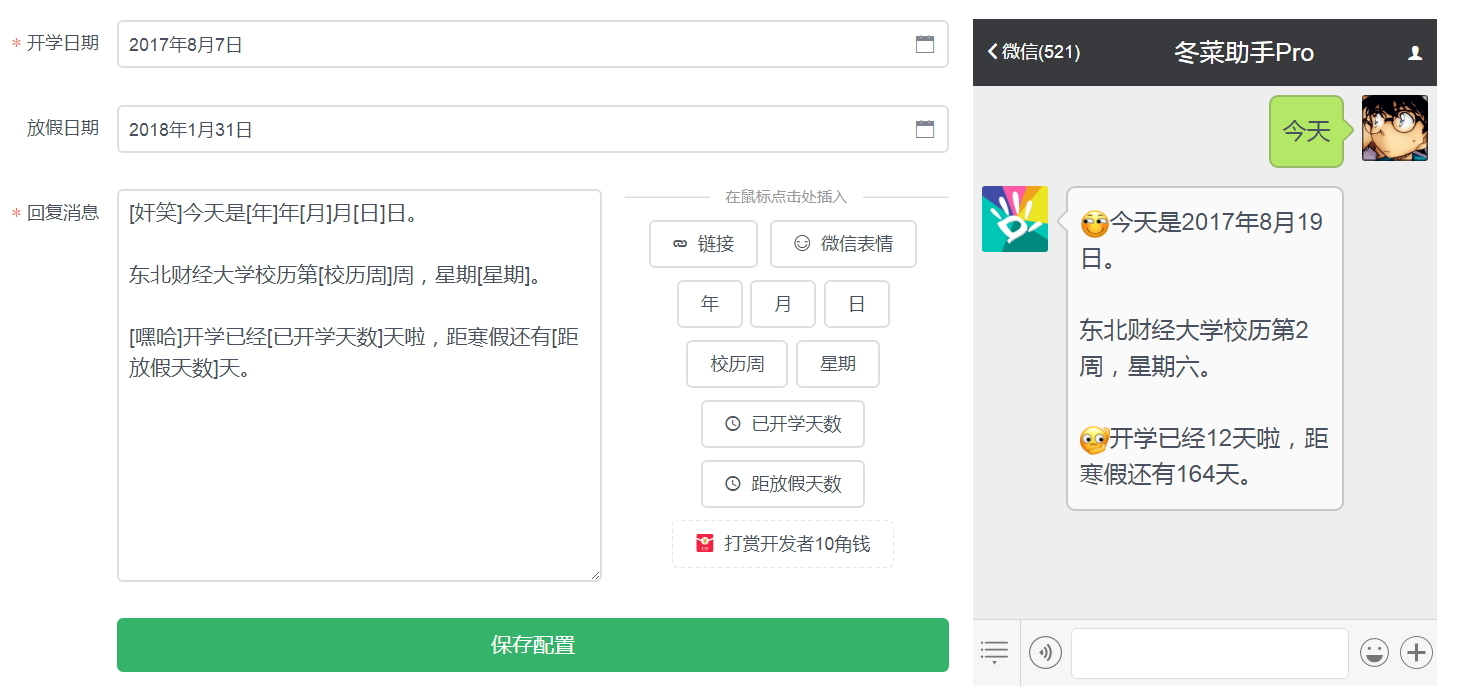 * 开学日期
2017年8月7日
放假日期
2018年1月31日
* 回复消息
[奸笑]今天是[年]年[月]月[日]日。
东北财经大学校历第[校历周]周，星期[星期]。
[嘿哈]开学已经[已开学天数]天啦，距寒假还有[距
放假天数]天。
在鼠标点击处插入
链接
微信表情
年
月
日
校历周
星期
已开学天数
距放假天数
打赏开发者10角钱
保存配置
微信(521)
冬菜助手Pro
今天
今天是2017年8月19
日。
东北财经大学校历第2
周，星期六。
开学已经12天啦，距
寒假还有164天。